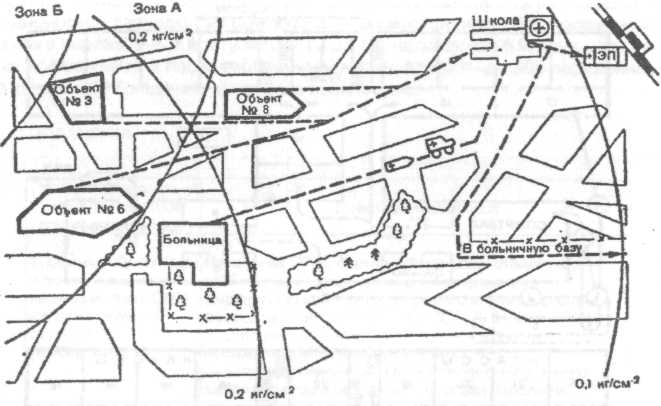 Зона Б
Зона А
0,2 кг/см²
Школа
ЭП
Объект
№ 3
Объект
№ 8
Объект № 6
Больница
В больничную базу
0,2 кг/см²
0,1 кг/см²